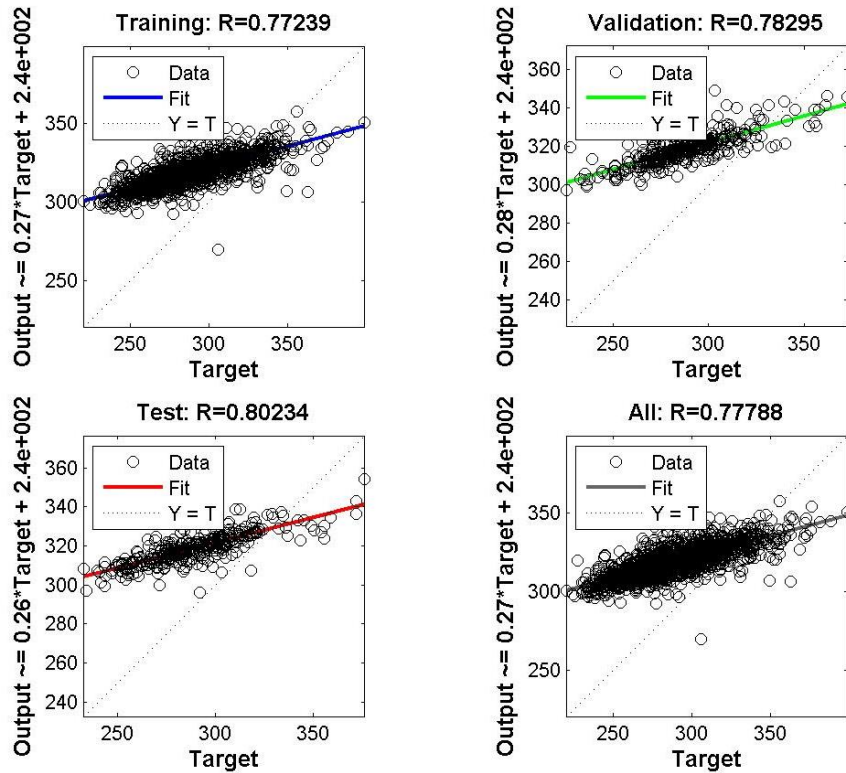 Training: R=0.77239
Data
Fit
Y = T
Output ~= 0.27*Target + 2.4e+002
350
300
250
250
300
350
Target
Validation: R=0.78295
Data
Fit
Y = T
Output ~= 0.28*Target + 2.4e+002
360
340
320
300
280
260
240
250
300
350
Target
Test: R=0.80234
Data
Fit
Y = T
Output ~= 0.26*Target + 2.4e+002
360
340
320
300
280
260
240
250
300
350
Target
All: R=0.77788
Data
Fit
Y = T
Output ~= 0.27*Target + 2.4e+002
350
300
250
250
300
350
Target